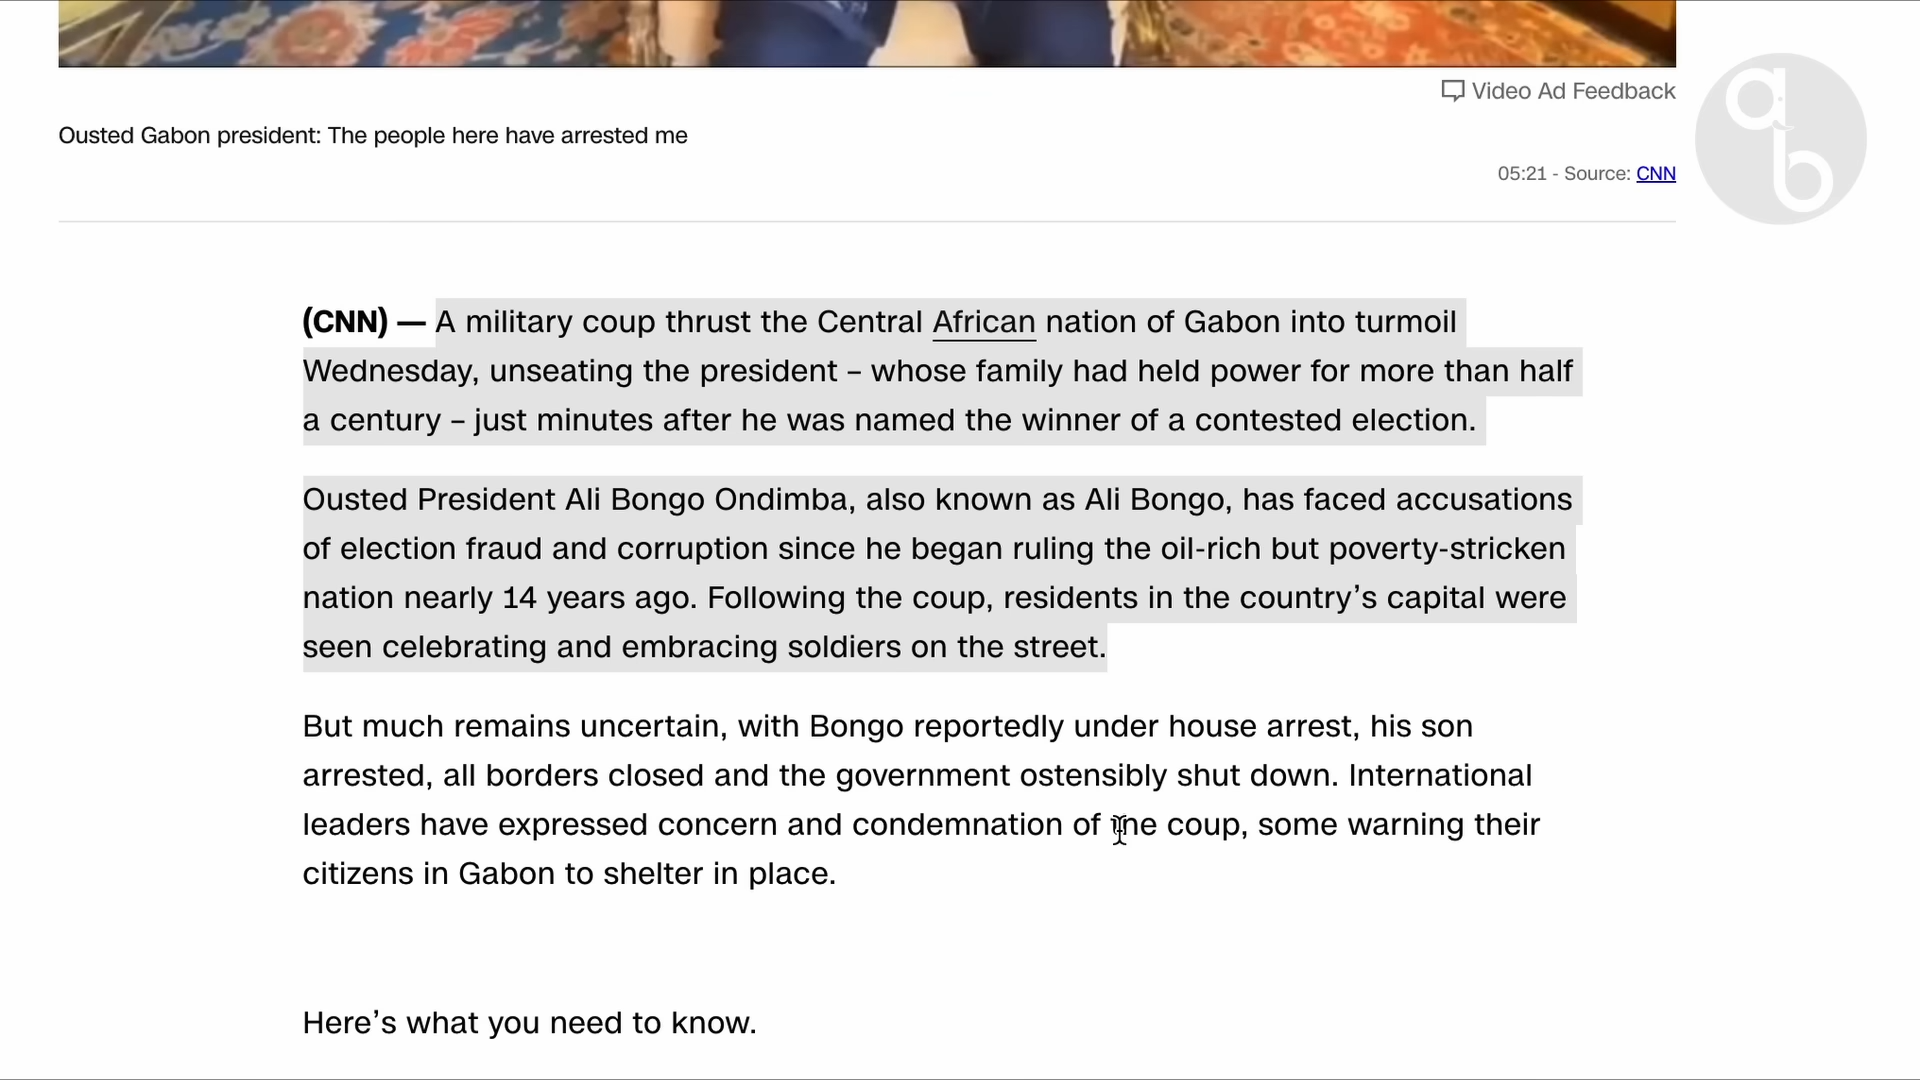 Video Ad Feedback
Ousted Gabon president: The people here have arrested me
05:21 - Source: CNN
ab
(CNN) — A military coup thrust the Central African nation of Gabon into turmoil
Wednesday, unseating the president – whose family had held power for more than half
a century – just minutes after he was named the winner of a contested election.
Ousted President Ali Bongo Ondimba, also known as Ali Bongo, has faced accusations
of election fraud and corruption since he began ruling the oil-rich but poverty-stricken
nation nearly 14 years ago. Following the coup, residents in the country’s capital were
seen celebrating and embracing soldiers on the street.
But much remains uncertain, with Bongo reportedly under house arrest, his son
arrested, all borders closed and the government ostensibly shut down. International
leaders have expressed concern and condemnation of the coup, some warning their
citizens in Gabon to shelter in place.
Here’s what you need to know.